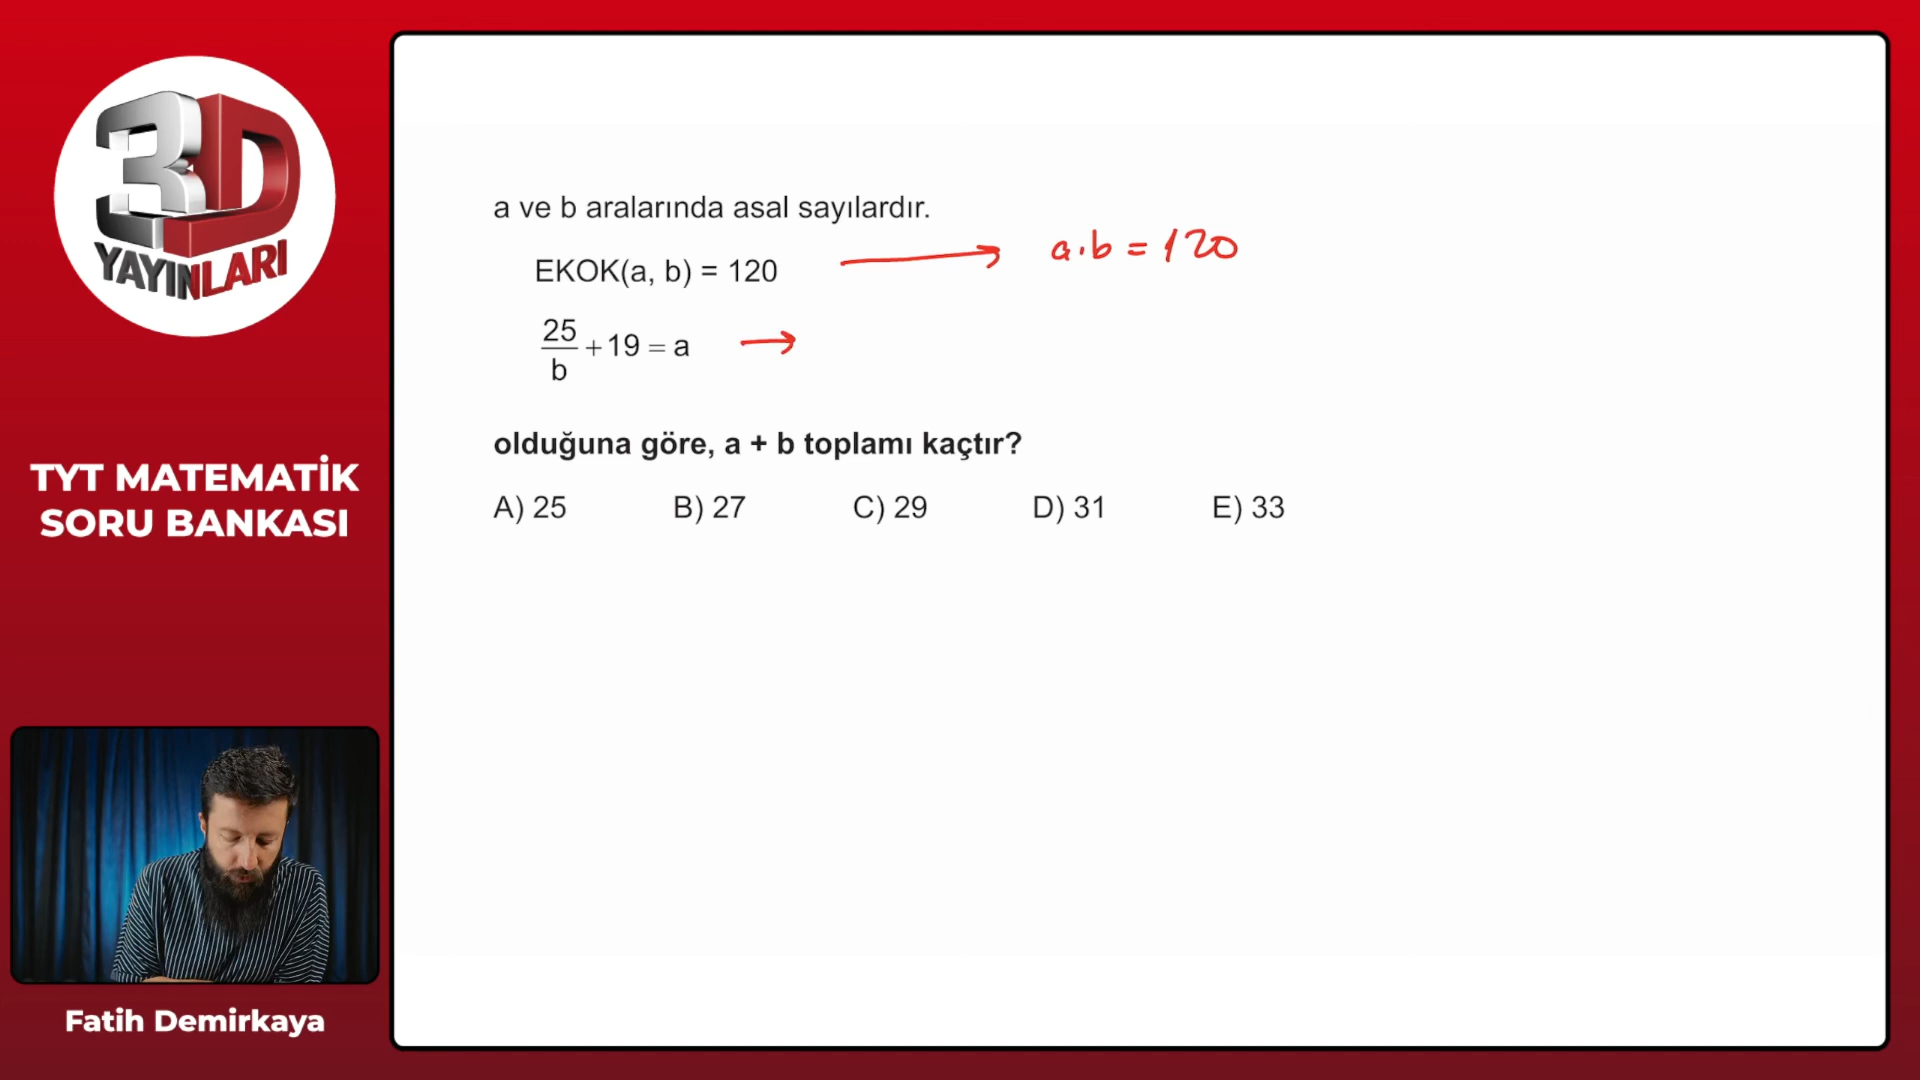 3D
YAYINLARI
TYT MATEMATİK
SORU BANKASI
Fatih Demirkaya
a ve b aralarında asal sayılardır.
EKOK(a, b) = 120 → a·b = 120
25/b + 19 = a →
olduğuna göre, a + b toplamı kaçtır?
A) 25 B) 27 C) 29 D) 31 E) 33